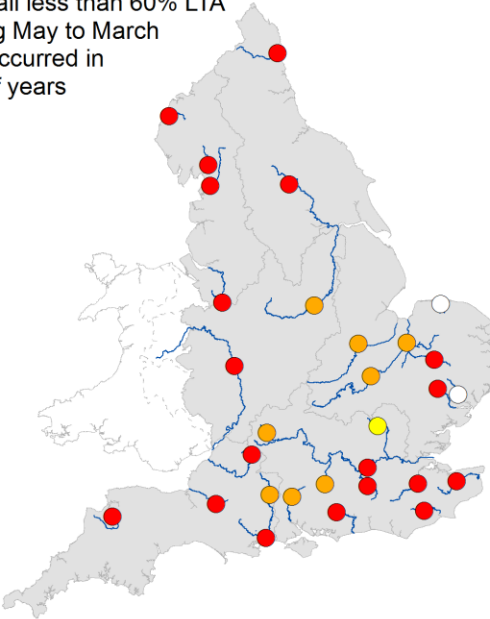 all less than 60% LTA
g May to March
ccurred in
f years